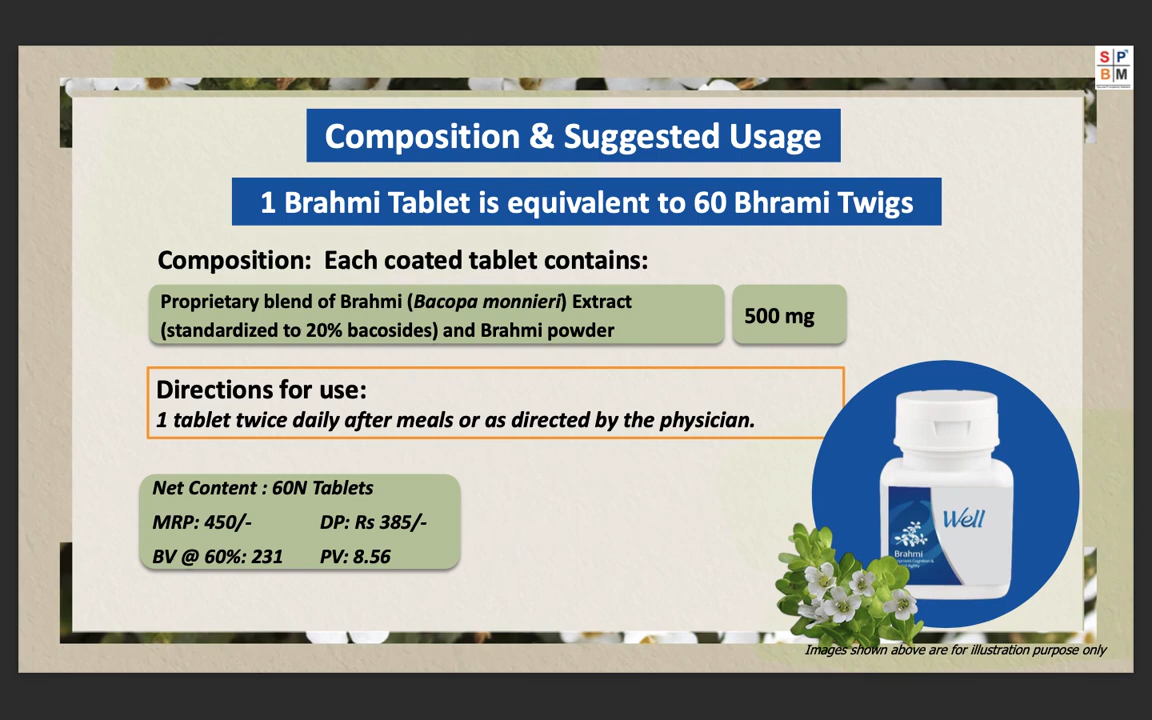 S P
B M
Composition & Suggested Usage
1 Brahmi Tablet is equivalent to 60 Bhrami Twigs
Composition: Each coated tablet contains:
Proprietary blend of Brahmi (Bacopa monnieri) Extract
(standardized to 20% bacosides) and Brahmi powder
500 mg
Directions for use:
1 tablet twice daily after meals or as directed by the physician.
Net Content : 60N Tablets
MRP: 450/- DP: Rs 385/-
BV @ 60%: 231 PV: 8.56
Well
Brahmi
Images shown above are for illustration purpose only